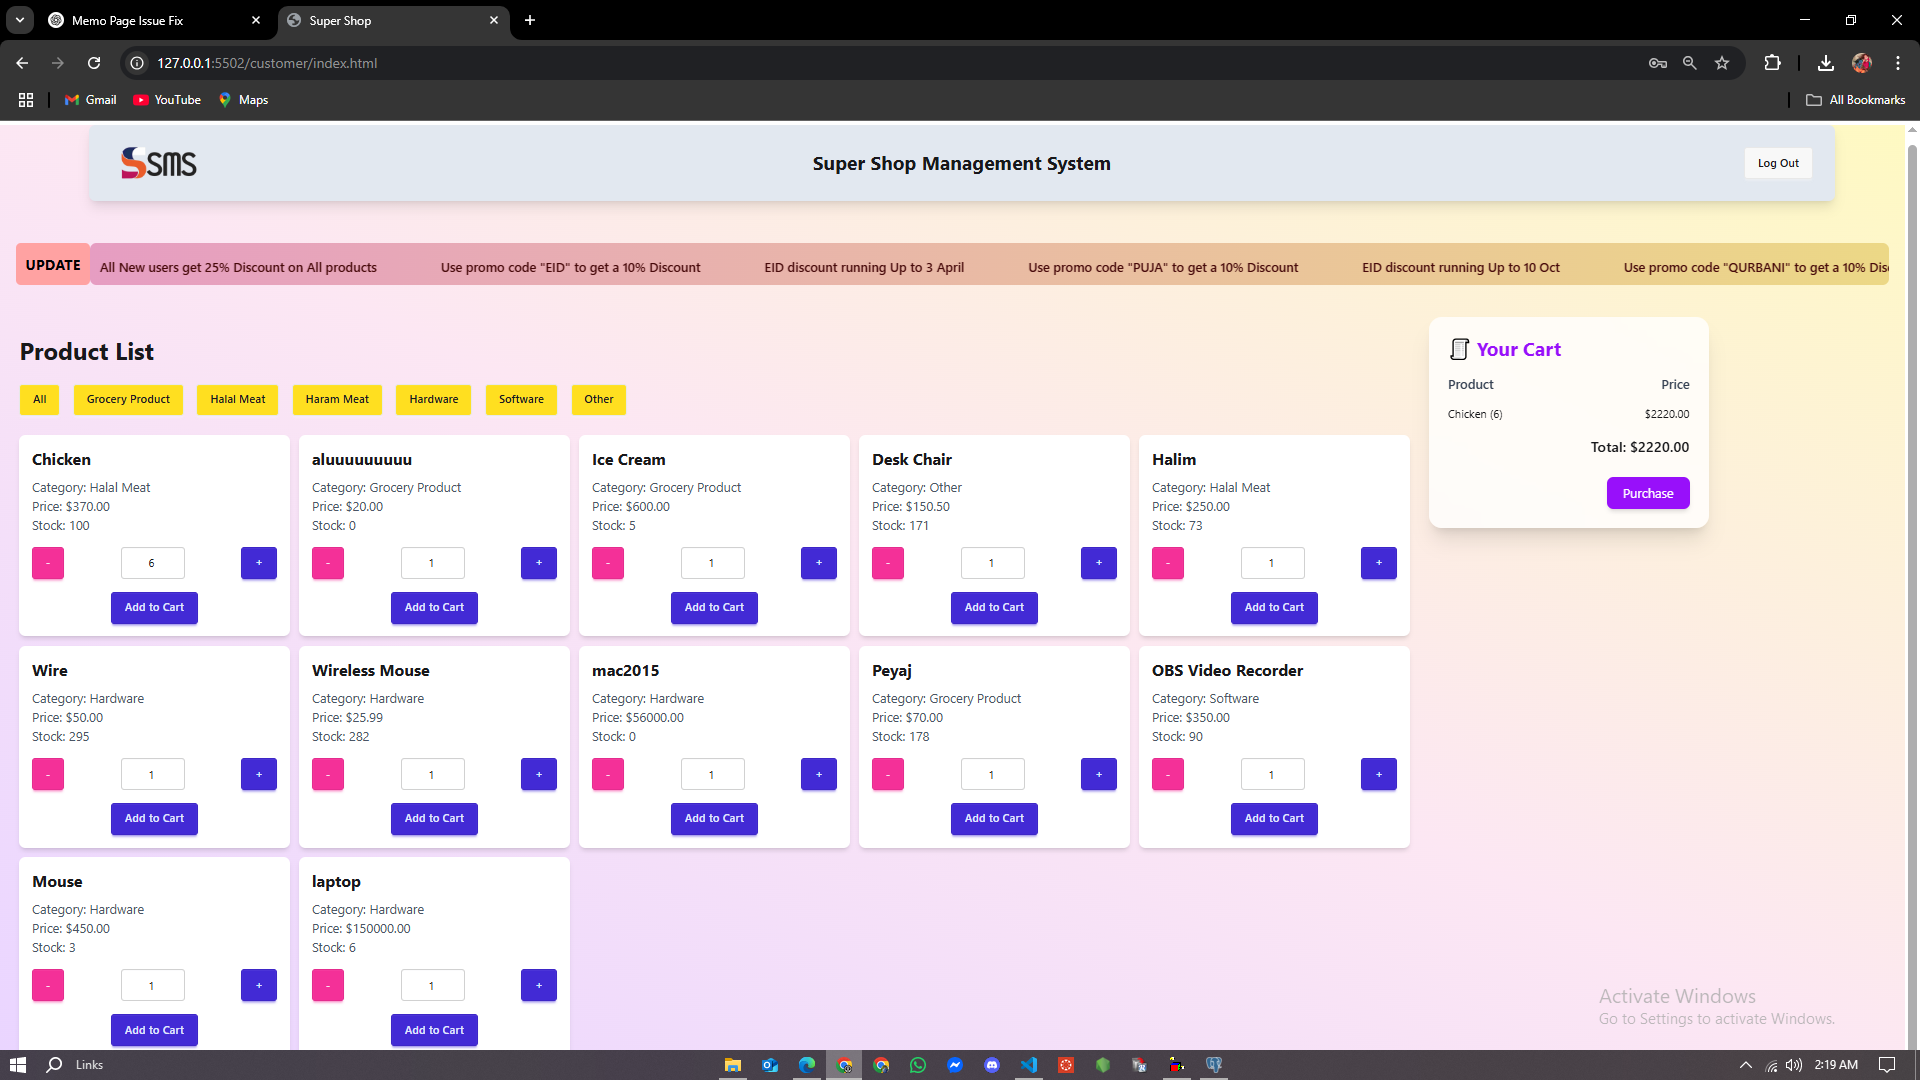 Memo Page Issue Fix
Super Shop
127.0.0.1:5502/customer/index.html
Gmail
YouTube
Maps
All Bookmarks
SSMS
Super Shop Management System
Log Out
UPDATE
All New users get 25% Discount on All products
Use promo code "EID" to get a 10% Discount
EID discount running Up to 3 April
Use promo code "PUJA" to get a 10% Discount
EID discount running Up to 10 Oct
Use promo code "QURBANI" to get a 10% Disc
Product List
All
Grocery Product
Halal Meat
Haram Meat
Hardware
Software
Other
Your Cart
Product Price
Chicken (6) $2220.00
Total: $2220.00
Purchase
Chicken
Category: Halal Meat
Price: $370.00
Stock: 100
- 6 +
Add to Cart
aluuuuuuuuu
Category: Grocery Product
Price: $20.00
Stock: 0
- 1 +
Add to Cart
Ice Cream
Category: Grocery Product
Price: $600.00
Stock: 5
- 1 +
Add to Cart
Desk Chair
Category: Other
Price: $150.50
Stock: 171
- 1 +
Add to Cart
Halim
Category: Halal Meat
Price: $250.00
Stock: 73
- 1 +
Add to Cart
Wire
Category: Hardware
Price: $50.00
Stock: 295
- 1 +
Add to Cart
Wireless Mouse
Category: Hardware
Price: $25.99
Stock: 282
- 1 +
Add to Cart
mac2015
Category: Hardware
Price: $56000.00
Stock: 0
- 1 +
Add to Cart
Peyaj
Category: Grocery Product
Price: $70.00
Stock: 178
- 1 +
Add to Cart
OBS Video Recorder
Category: Software
Price: $350.00
Stock: 90
- 1 +
Add to Cart
Mouse
Category: Hardware
Price: $450.00
Stock: 3
- 1 +
Add to Cart
laptop
Category: Hardware
Price: $150000.00
Stock: 6
- 1 +
Add to Cart
Activate Windows
Go to Settings to activate Windows.
Links
2:19 AM